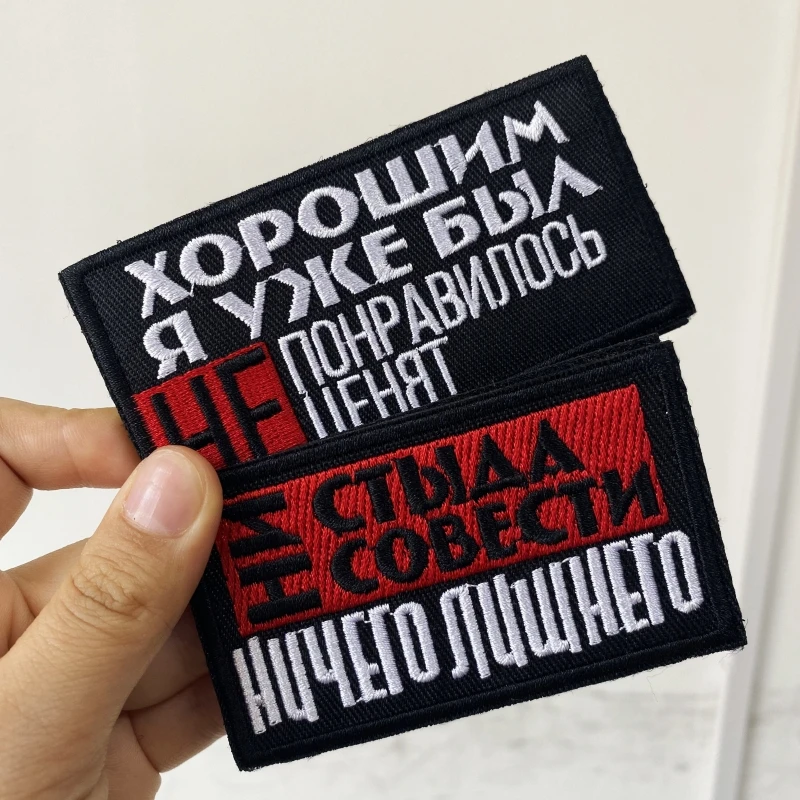 ХОРОШИМ
Я УЖЕ БЫЛ
НЕ ПОНРАВИЛОСЬ
ЦЕНЯТ
НИ СТЫДА
СОВЕСТИ
НИЧЕГО ЛИШНЕГО